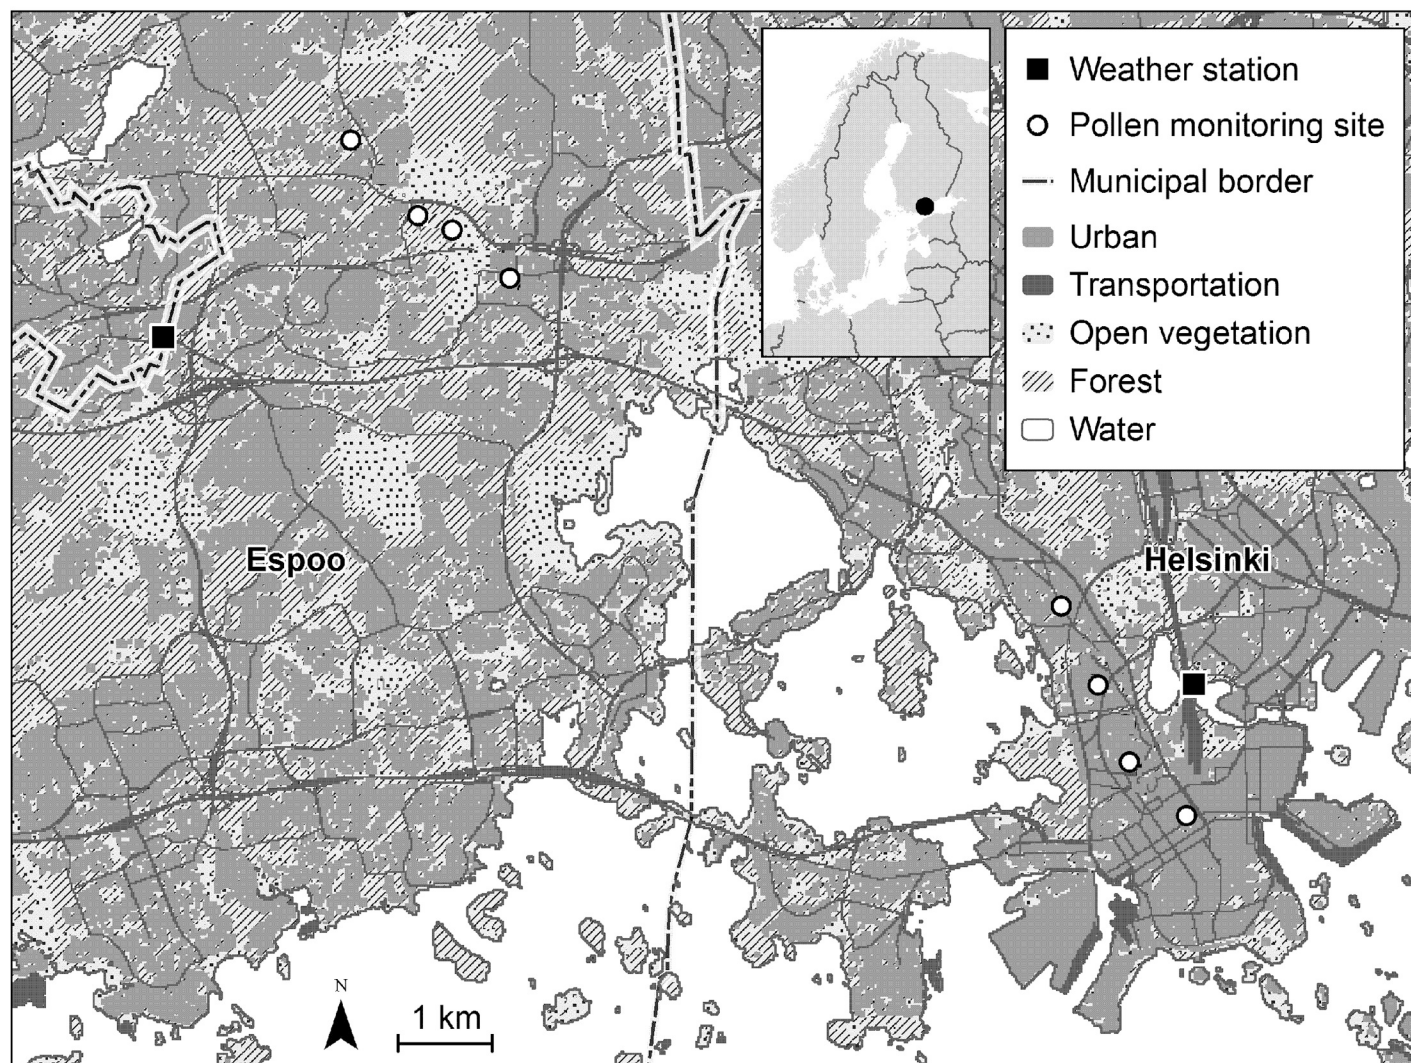 Weather station
Pollen monitoring site
Municipal border
Urban
Transportation
Open vegetation
Forest
Water
Espoo
Helsinki
N
1 km